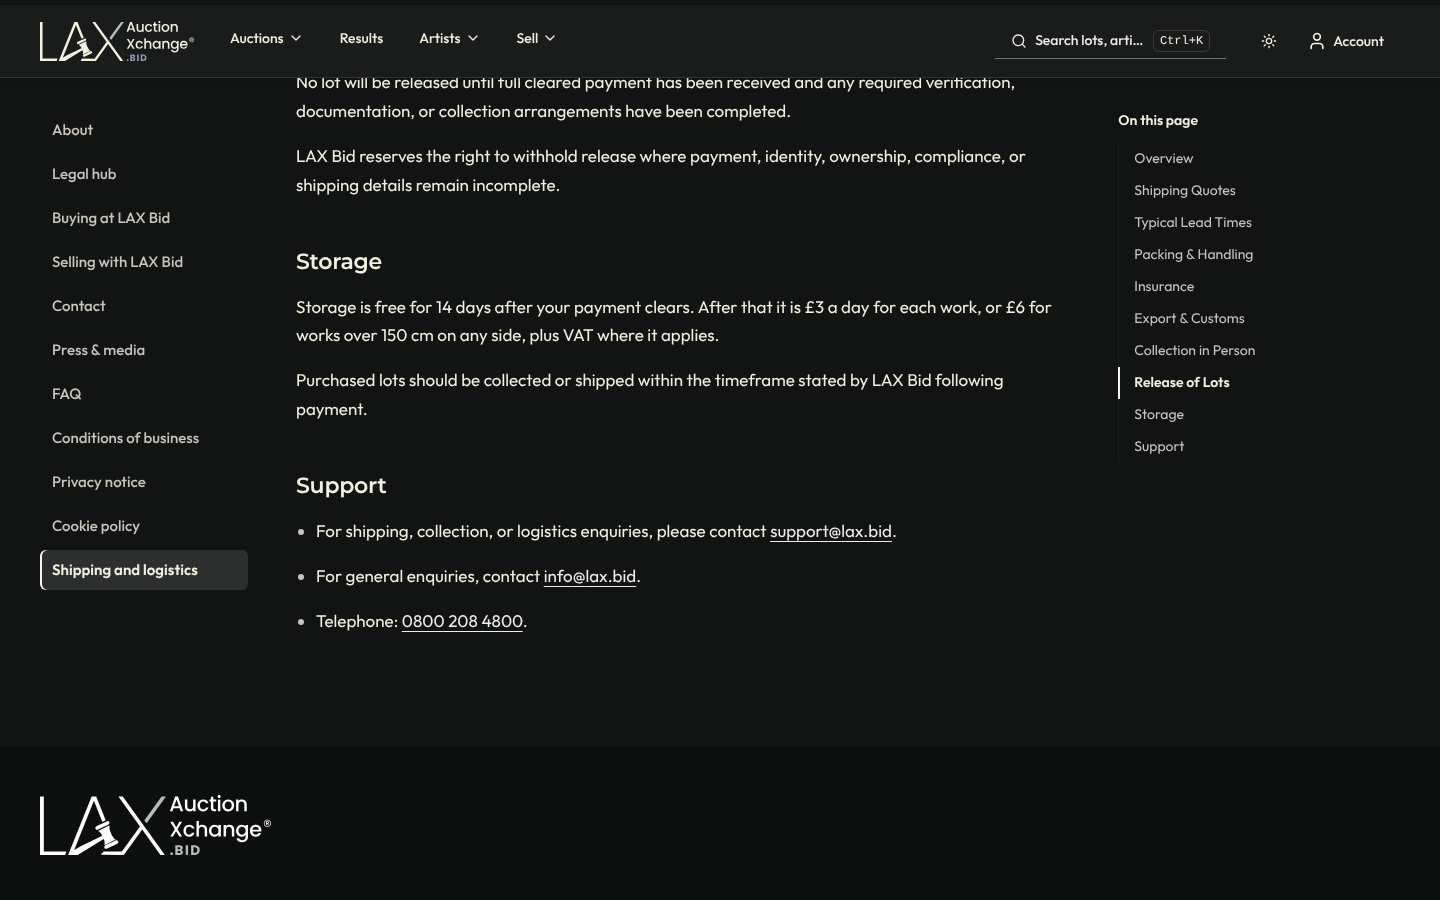 LAX Auction Xchange® .BID
Auctions
Results
Artists
Sell
Search lots, arti... Ctrl+K
Account
About
Legal hub
Buying at LAX Bid
Selling with LAX Bid
Contact
Press & media
FAQ
Conditions of business
Privacy notice
Cookie policy
Shipping and logistics
No lot will be released until full cleared payment has been received and any required verification,
documentation, or collection arrangements have been completed.
LAX Bid reserves the right to withhold release where payment, identity, ownership, compliance, or
shipping details remain incomplete.
Storage
Storage is free for 14 days after your payment clears. After that it is £3 a day for each work, or £6 for
works over 150 cm on any side, plus VAT where it applies.
Purchased lots should be collected or shipped within the timeframe stated by LAX Bid following
payment.
Support
For shipping, collection, or logistics enquiries, please contact support@lax.bid.
For general enquiries, contact info@lax.bid.
Telephone: 0800 208 4800.
On this page
Overview
Shipping Quotes
Typical Lead Times
Packing & Handling
Insurance
Export & Customs
Collection in Person
Release of Lots
Storage
Support
LAX Auction Xchange® .BID